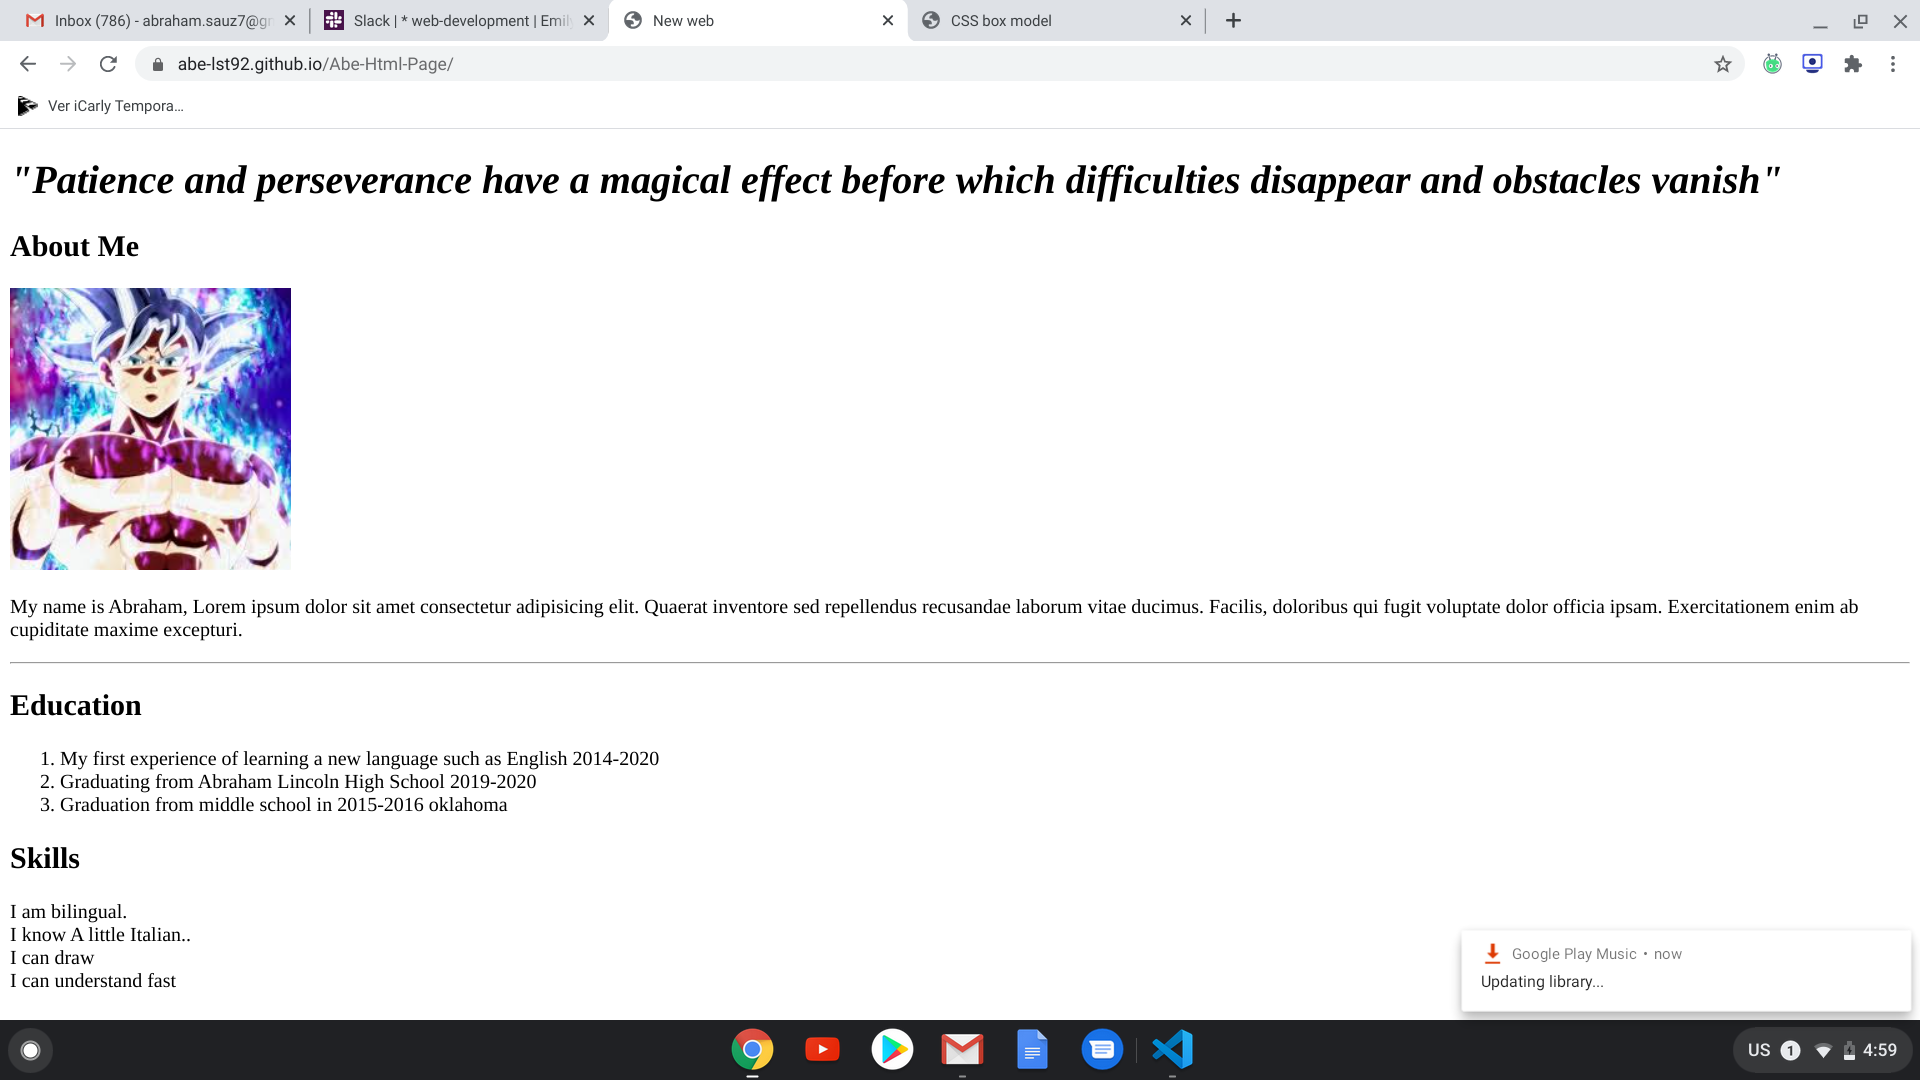 Inbox (786) - abraham.sauz7@gm
Slack | * web-development | Emily
New web
CSS box model
abe-lst92.github.io/Abe-Html-Page/
Ver iCarly Tempora...
"Patience and perseverance have a magical effect before which difficulties disappear and obstacles vanish"
About Me
My name is Abraham, Lorem ipsum dolor sit amet consectetur adipisicing elit. Quaerat inventore sed repellendus recusandae laborum vitae ducimus. Facilis, doloribus qui fugit voluptate dolor officia ipsam. Exercitationem enim ab
cupiditate maxime excepturi.
Education
1. My first experience of learning a new language such as English 2014-2020
2. Graduating from Abraham Lincoln High School 2019-2020
3. Graduation from middle school in 2015-2016 oklahoma
Skills
I am bilingual.
I know A little Italian..
I can draw
I can understand fast
Google Play Music • now
Updating library...
US 1 4:59